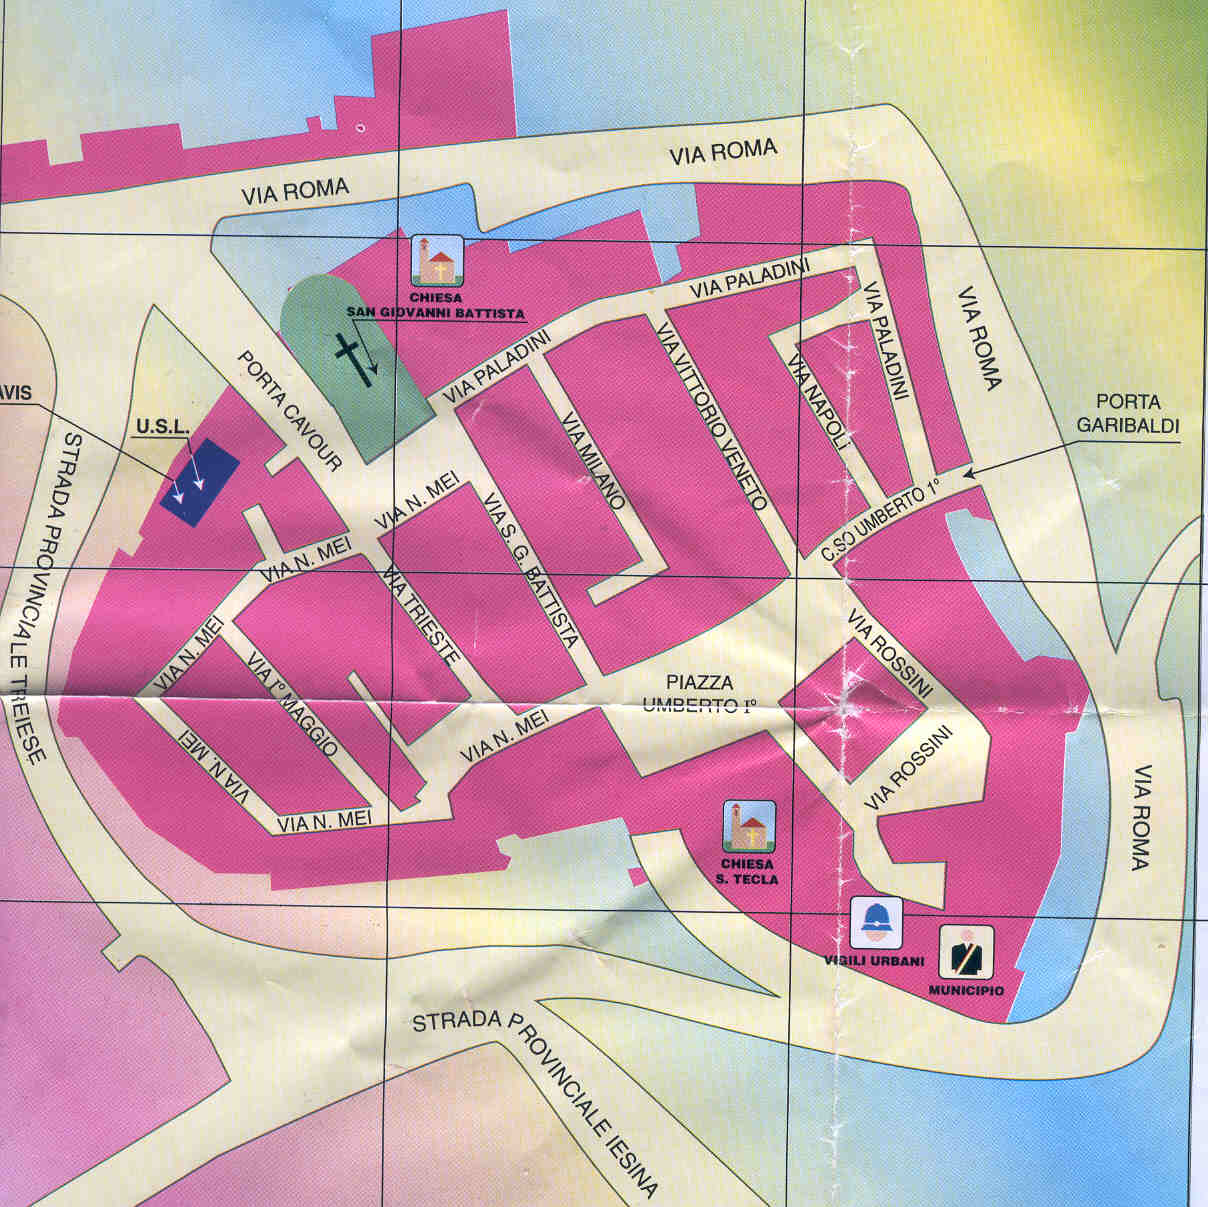 VIA ROMA
VIA ROMA
CHIESA
SAN GIOVANNI BATTISTA
VIA PALADINI
VIA PALADINI
VIA PALADINI
VIA ROMA
AVIS
U.S.L.
PORTA CAVOUR
VIA MILANO
VIA VITTORIO VENETO
VIA NAPOLI
PORTA
GARIBALDI
STRADA PROVINCIALE TREIESE
VIA N. MEI
VIA N. MEI
C.SO UMBERTO 1°
VIA S. G. BATTISTA
VIA TRIESTE
VIA N. MEI
VIA I° MAGGIO
VIA ROSSINI
PIAZZA
UMBERTO I°
VIA N. MEI
VIA N. MEI
VIA N. MEI
VIA ROSSINI
VIA ROMA
CHIESA
S. TECLA
VIGILI URBANI
MUNICIPIO
STRADA PROVINCIALE IESINA